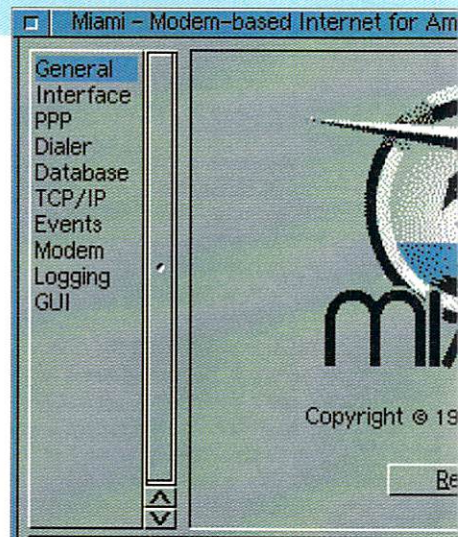 Miami - Modem-based Internet for Am
General
Interface
PPP
Dialer
Database
TCP/IP
Events
Modem
Logging
GUI
Copyright © 19
Re